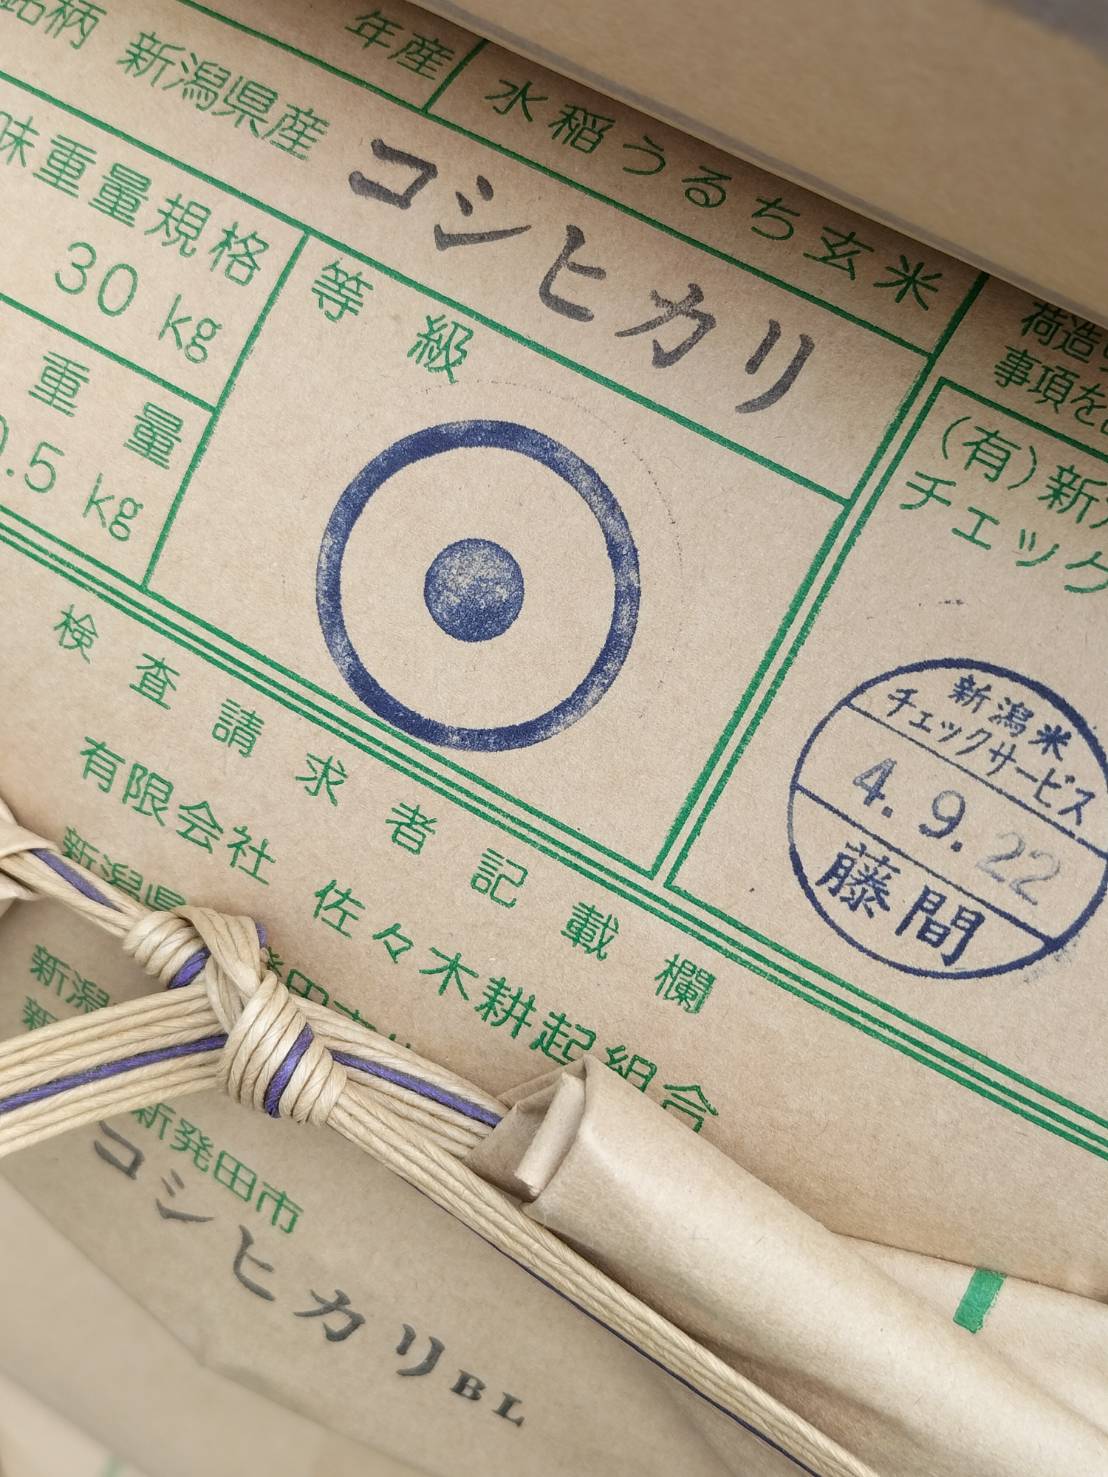 年産
水稲うるち玄米
銘柄 新潟県産 コシヒカリ
味重量規格
30 kg
等級
重量
.5 kg
荷造
事項を
(有)新
チェック
新潟米
チェックサービス
4.9.22
藤間
検査請求者記載欄
有限会社 佐々木耕起組合
新潟県
新潟
新
新発田市
コシヒカリBL